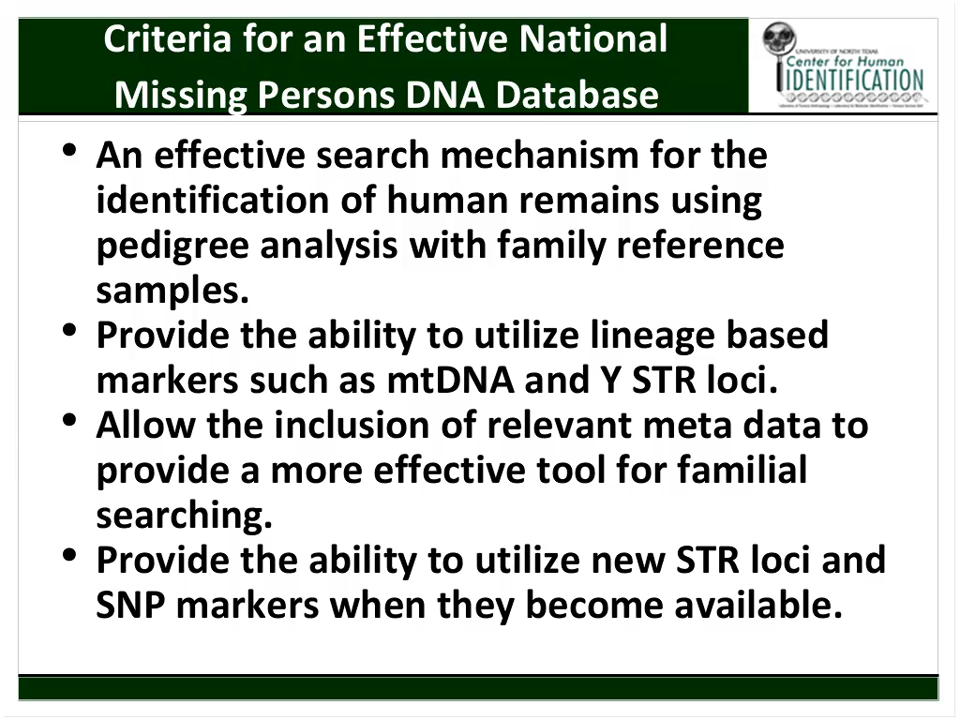 Criteria for an Effective National
Missing Persons DNA Database
UNIVERSITY OF NORTH TEXAS
Center for Human
IDENTIFICATION
• An effective search mechanism for the
identification of human remains using
pedigree analysis with family reference
samples.
• Provide the ability to utilize lineage based
markers such as mtDNA and Y STR loci.
• Allow the inclusion of relevant meta data to
provide a more effective tool for familial
searching.
• Provide the ability to utilize new STR loci and
SNP markers when they become available.